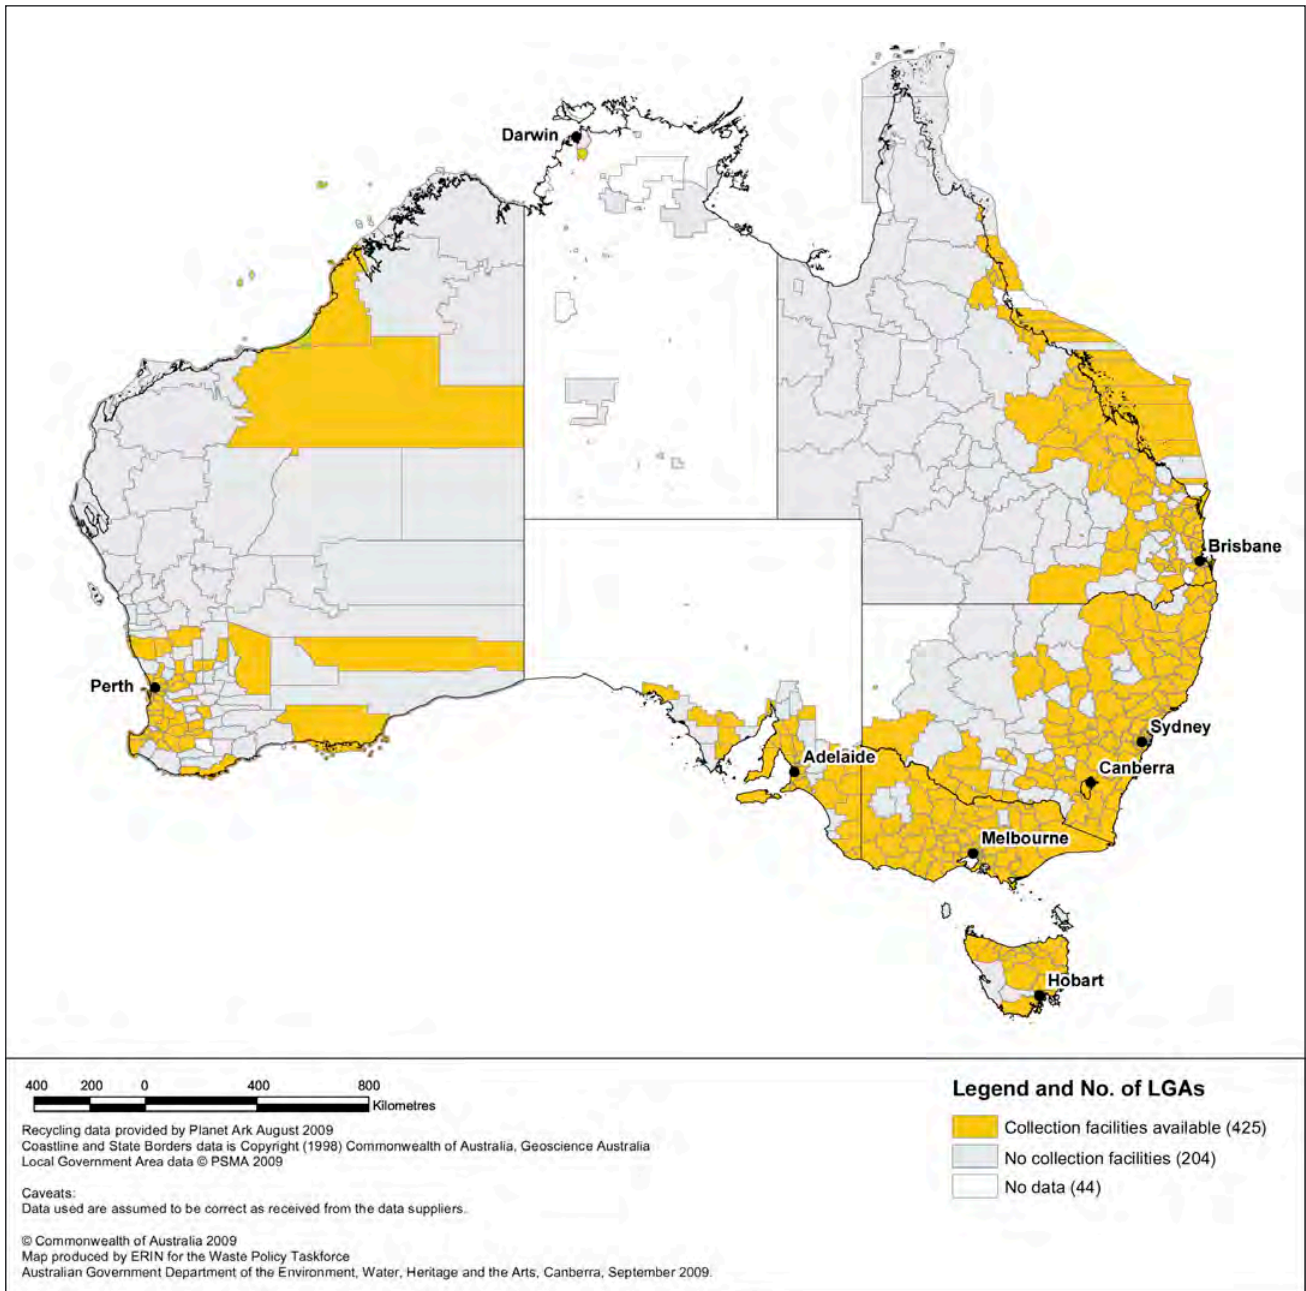 Darwin
Brisbane
Perth
Sydney
Adelaide
Canberra
Melbourne
Hobart
400 200 0 400 800
Kilometres
Recycling data provided by Planet Ark August 2009
Coastline and State Borders data is Copyright (1998) Commonwealth of Australia, Geoscience Australia
Local Government Area data © PSMA 2009
Caveats:
Data used are assumed to be correct as received from the data suppliers.
© Commonwealth of Australia 2009
Map produced by ERIN for the Waste Policy Taskforce
Australian Government Department of the Environment, Water, Heritage and the Arts, Canberra, September 2009.
Legend and No. of LGAs
Collection facilities available (425)
No collection facilities (204)
No data (44)